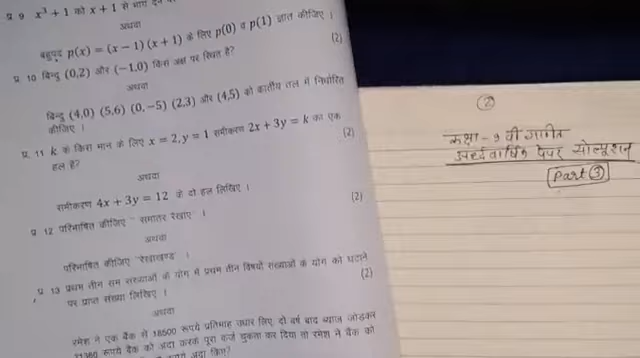 प्र 9 x³ + 1 को x + 1 से भाग देने
अथवा
बहुपद p(x) = (x − 1) (x + 1) के लिए p(0) व p(1) ज्ञात कीजिए ।
प्र 10 बिन्दु (0,2) और (−1,0) किस अक्ष पर स्थित है? (2)
अथवा
बिन्दु (4,0) (5,6) (0,−5) (2,3) और (4,5) को कार्तीय तल में निर्धारित
कीजिए ।
प्र. 11 k के किस मान के लिए x = 2, y = 1 समीकरण 2x + 3y = k का एक
हल है? (2)
अथवा
समीकरण 4x + 3y = 12 के दो हल लिखिए ।
प्र 12 परिभाषित कीजिए " समांतर रेखाएं" । (2)
अथवा
परिभाषित कीजिए "रेखाखण्ड" ।
प्र 13 प्रथम तीन सम संख्याओं के योग में प्रथम तीन विषमों संख्याओं के योग को घटाने
पर प्राप्त संख्या लिखिए । (2)
अथवा
रमेश ने एक बैंक से 18500 रूपये प्रतिमाह उधार लिए दो वर्ष बाद ब्याज जोड़कर
रूपये बैंक को अदा करके पूरा कर्ज चुकता कर दिया तो रमेश ने बैंक को
रूपये अदा किए?
②
कक्षा - 9 वी गणित
अर्द्दवार्षिक पेपर सोल्यूशन
Part ③